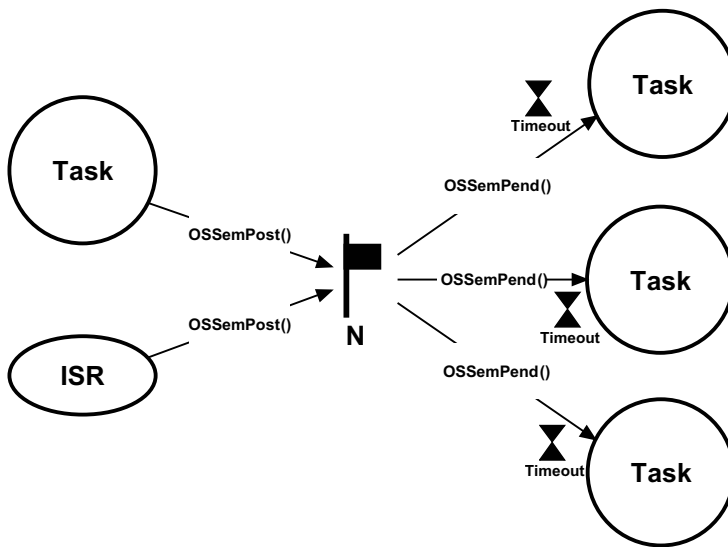 Task
Timeout
Task
OSSemPend()
OSSemPost()
OSSemPend()
Task
Timeout
N
OSSemPost()
ISR
OSSemPend()
Timeout
Task